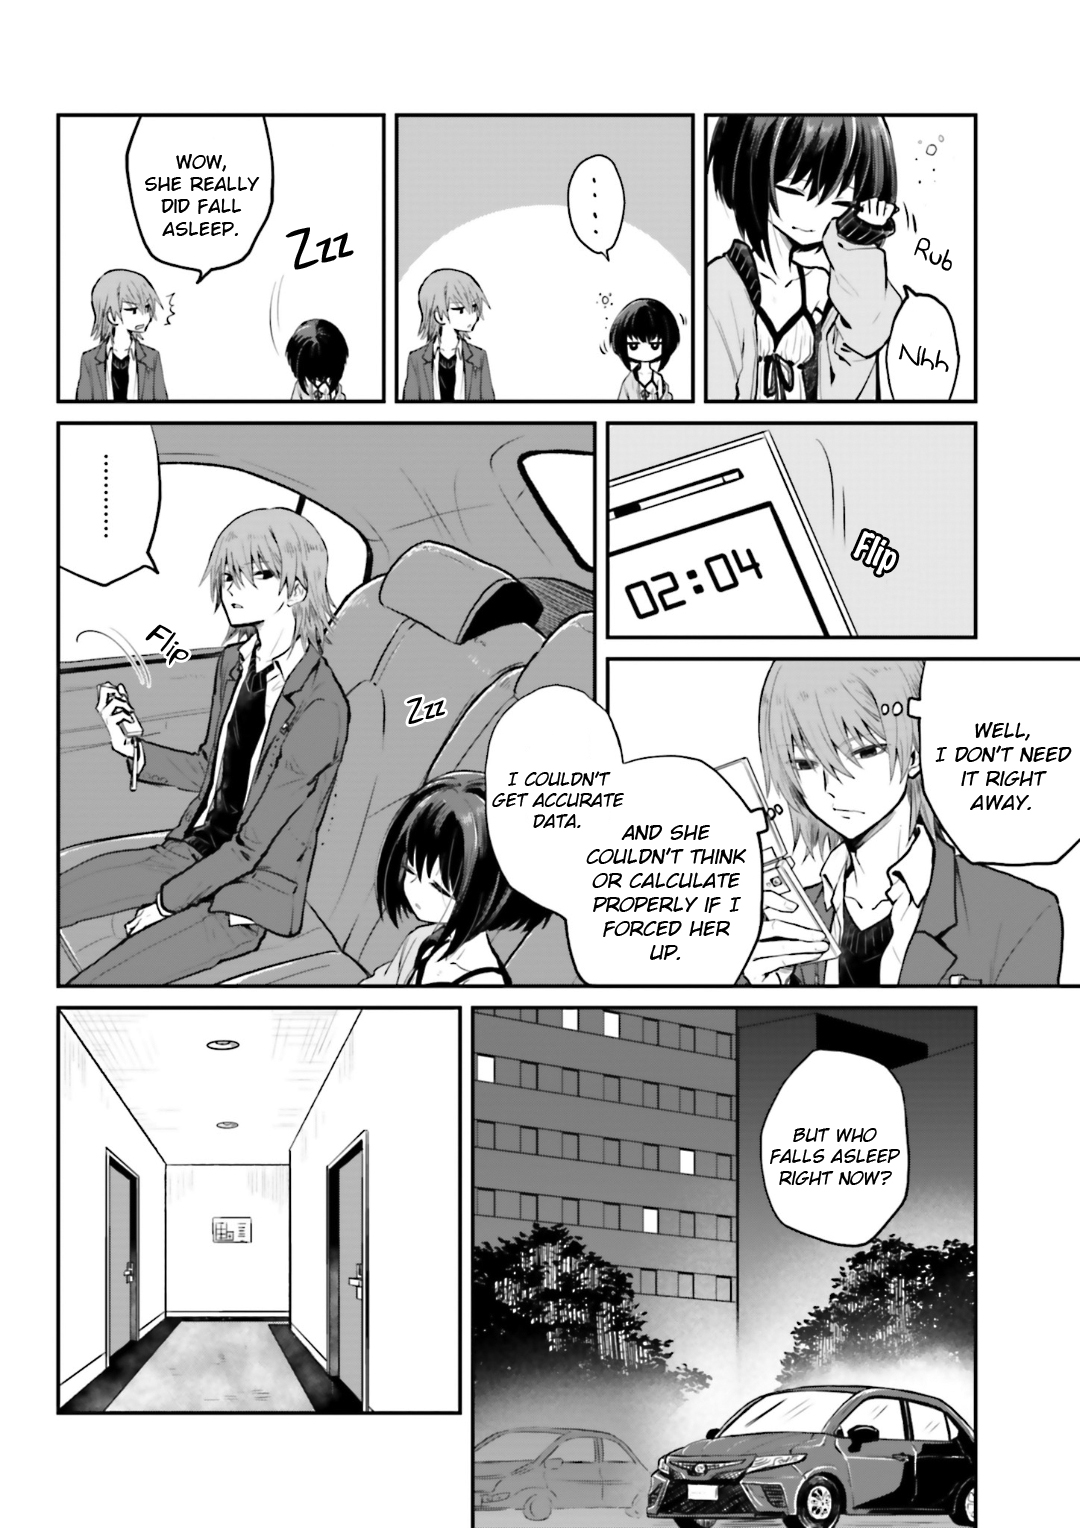 Rub
Nhh
.....
WOW,
SHE REALLY
DID FALL
ASLEEP.
Zzz
Flip
02:04
..........
Flip
Zzz
WELL,
I DON'T NEED
IT RIGHT
AWAY.
AND SHE
COULDN'T THINK
OR CALCULATE
PROPERLY IF I
FORCED HER
UP.
I COULDN'T
GET ACCURATE
DATA.
BUT WHO
FALLS ASLEEP
RIGHT NOW?